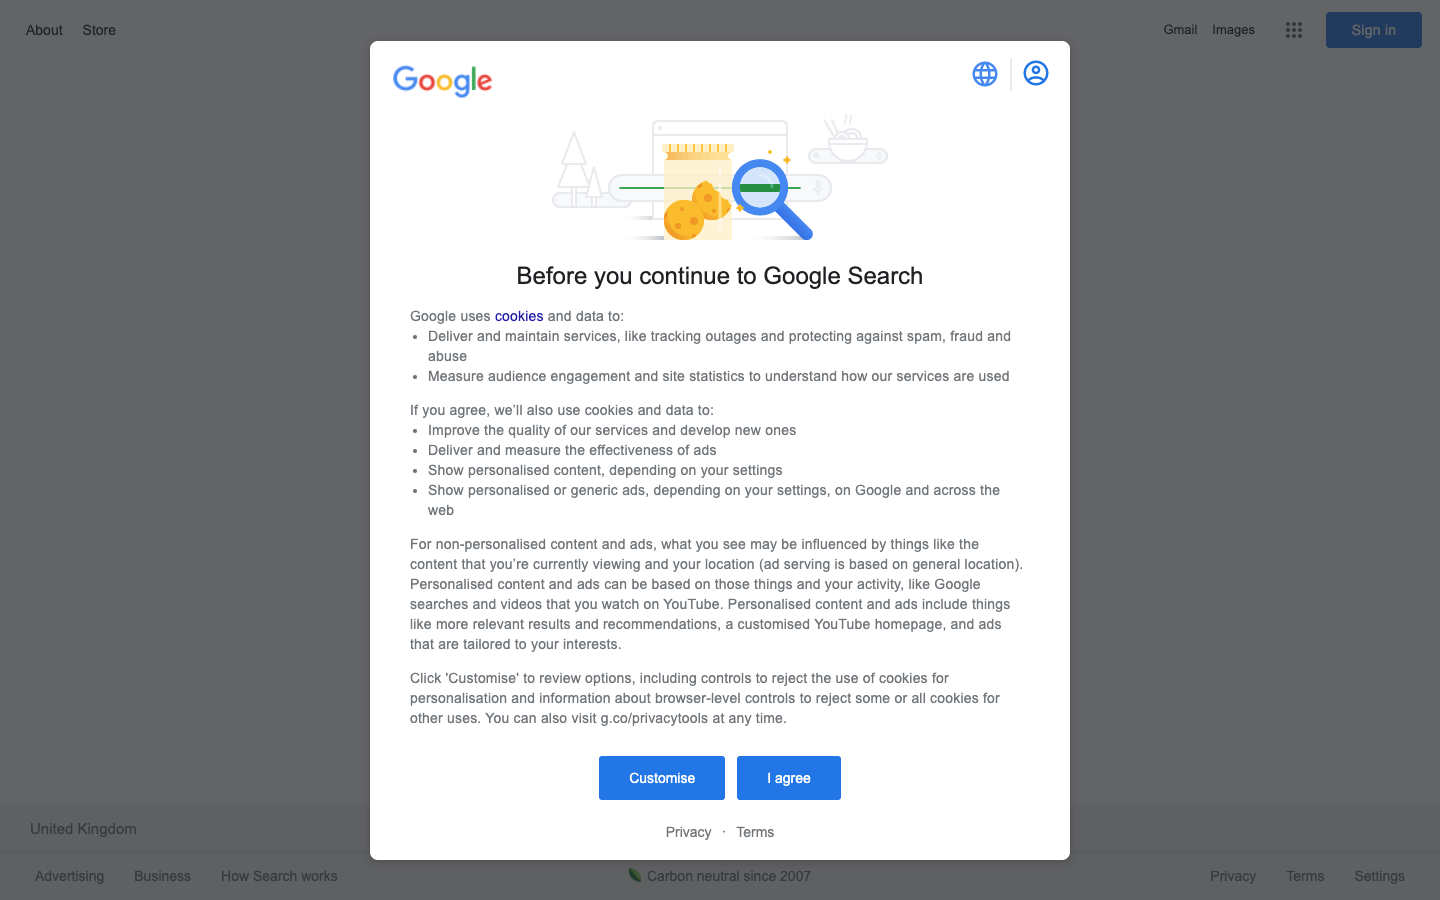 About Store
Gmail Images
Sign in
Google
Before you continue to Google Search
Google uses cookies and data to:
• Deliver and maintain services, like tracking outages and protecting against spam, fraud and
abuse
• Measure audience engagement and site statistics to understand how our services are used
If you agree, we’ll also use cookies and data to:
• Improve the quality of our services and develop new ones
• Deliver and measure the effectiveness of ads
• Show personalised content, depending on your settings
• Show personalised or generic ads, depending on your settings, on Google and across the
web
For non-personalised content and ads, what you see may be influenced by things like the
content that you’re currently viewing and your location (ad serving is based on general location).
Personalised content and ads can be based on those things and your activity, like Google
searches and videos that you watch on YouTube. Personalised content and ads include things
like more relevant results and recommendations, a customised YouTube homepage, and ads
that are tailored to your interests.
Click 'Customise' to review options, including controls to reject the use of cookies for
personalisation and information about browser-level controls to reject some or all cookies for
other uses. You can also visit g.co/privacytools at any time.
Customise I agree
Privacy · Terms
United Kingdom
Advertising Business How Search works
Carbon neutral since 2007
Privacy Terms Settings